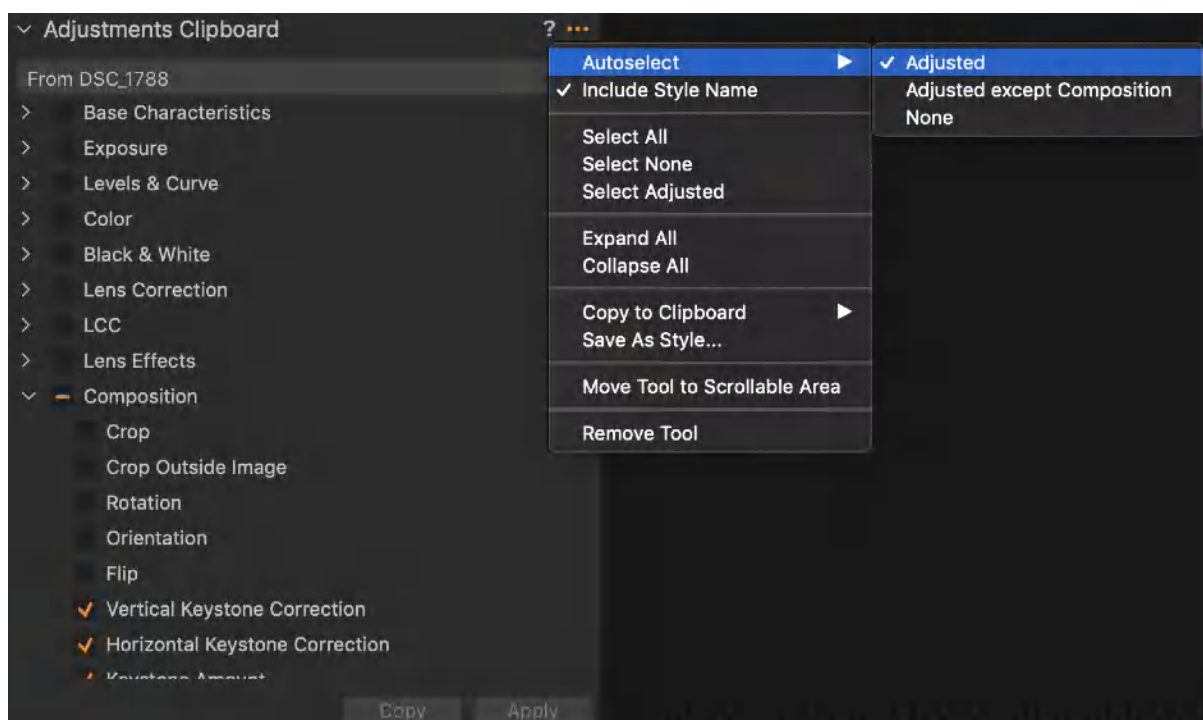 Adjustments Clipboard ? ...
From DSC_1788
Base Characteristics
Exposure
Levels & Curve
Color
Black & White
Lens Correction
LCC
Lens Effects
Composition
Crop
Crop Outside Image
Rotation
Orientation
Flip
Vertical Keystone Correction
Horizontal Keystone Correction
Keystone Amount
Copy Apply
Autoselect
Include Style Name
Select All
Select None
Select Adjusted
Expand All
Collapse All
Copy to Clipboard
Save As Style...
Move Tool to Scrollable Area
Remove Tool
Adjusted
Adjusted except Composition
None